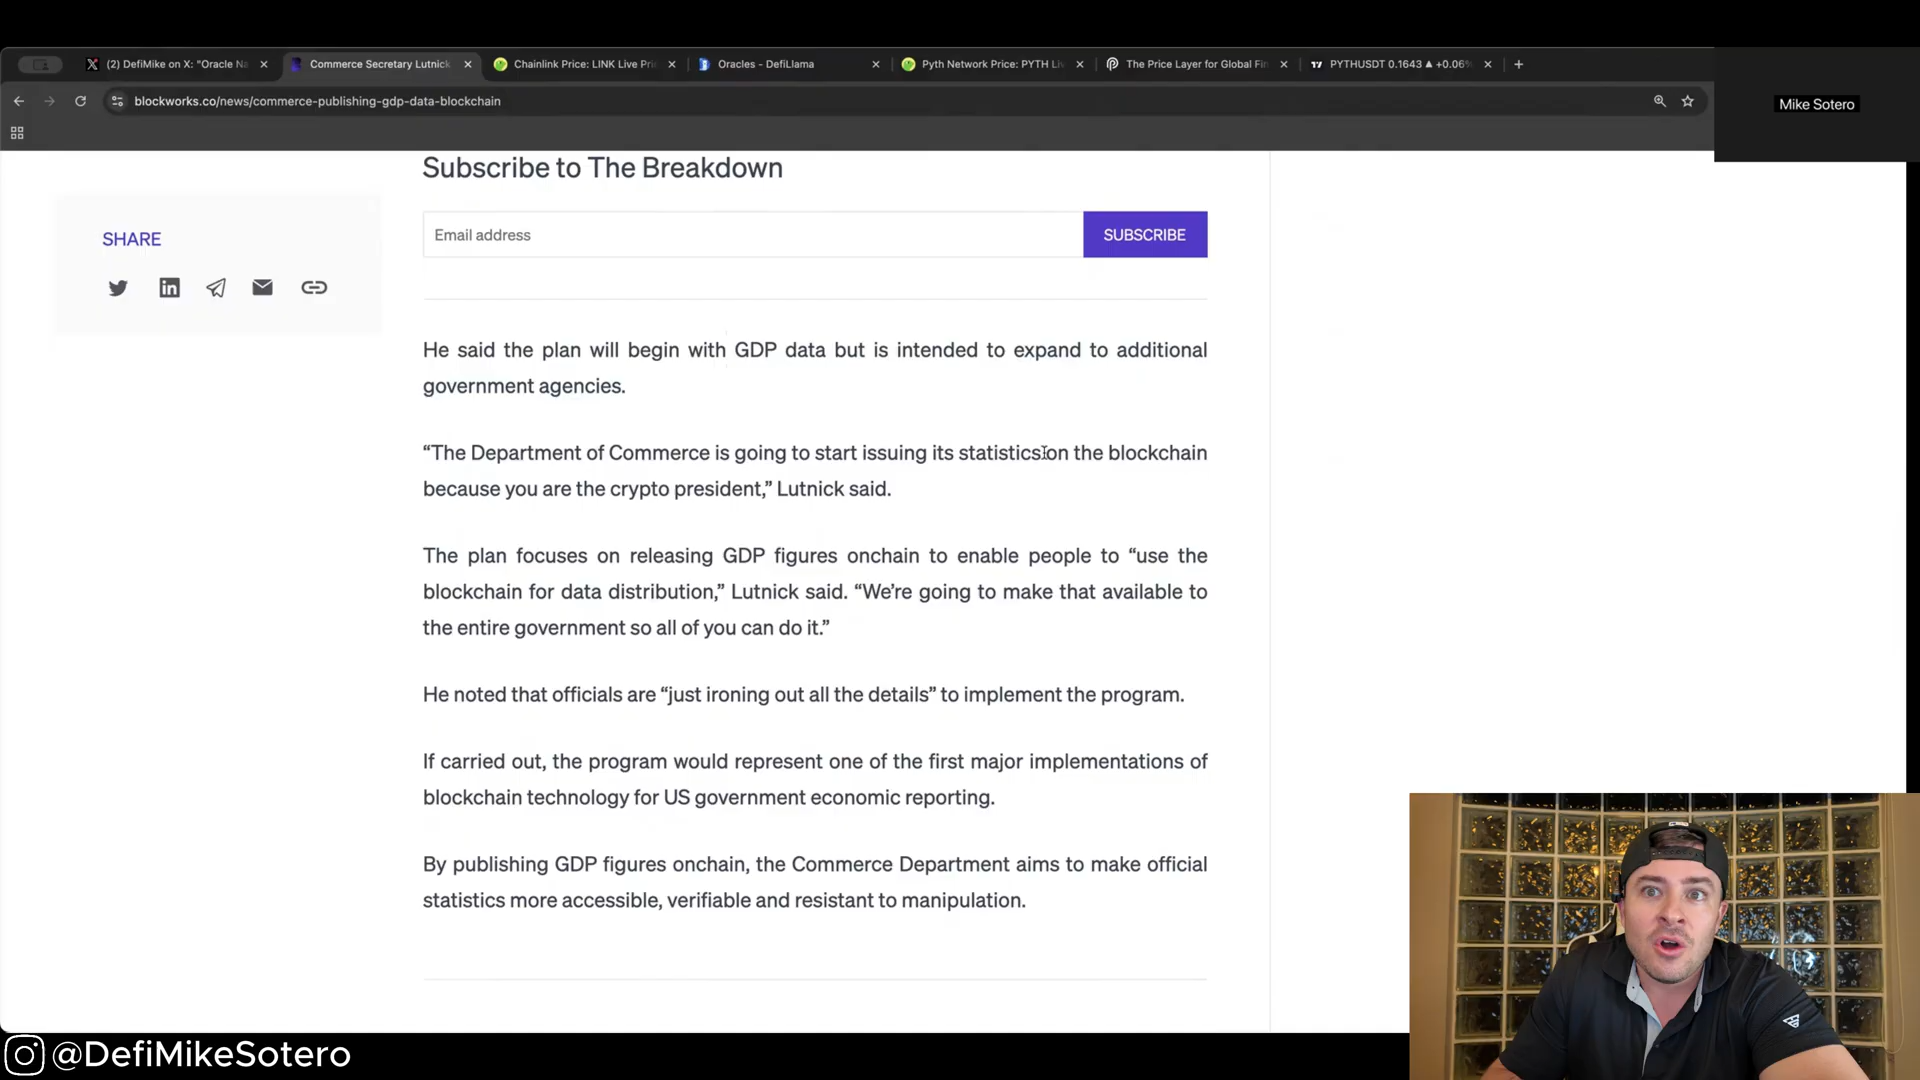 (2) DefiMike on X: "Oracle Na
Commerce Secretary Lutnick
Chainlink Price: LINK Live Pri
Oracles - DefiLlama
Pyth Network Price: PYTH Li
The Price Layer for Global Fi
PYTHUSDT 0.1643 ▲ +0.06%
blockworks.co/news/commerce-publishing-gdp-data-blockchain
Mike Sotero
Subscribe to The Breakdown
SHARE
Email address
SUBSCRIBE
He said the plan will begin with GDP data but is intended to expand to additional
government agencies.
“The Department of Commerce is going to start issuing its statistics on the blockchain
because you are the crypto president,” Lutnick said.
The plan focuses on releasing GDP figures onchain to enable people to “use the
blockchain for data distribution,” Lutnick said. “We’re going to make that available to
the entire government so all of you can do it.”
He noted that officials are “just ironing out all the details” to implement the program.
If carried out, the program would represent one of the first major implementations of
blockchain technology for US government economic reporting.
By publishing GDP figures onchain, the Commerce Department aims to make official
statistics more accessible, verifiable and resistant to manipulation.
@DefiMikeSotero